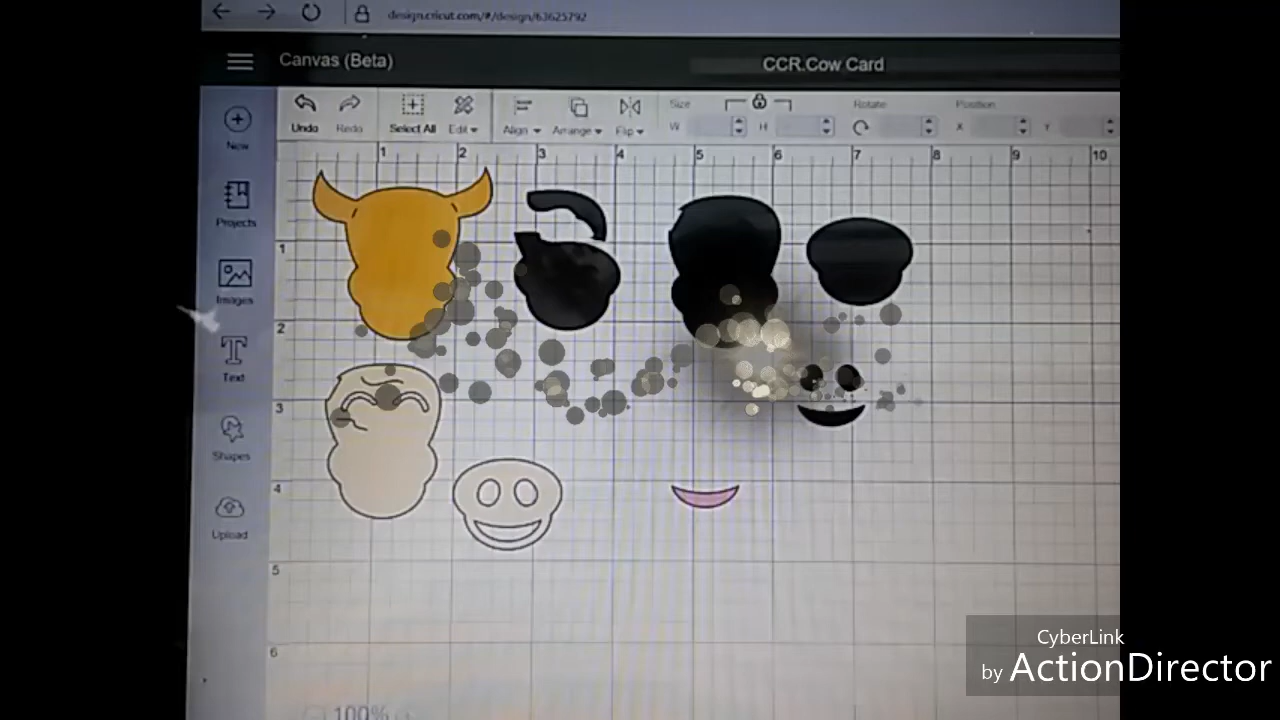 design.cricut.com/#/design/63625792
Canvas (Beta)
CCR.Cow Card
Undo
Redo
Select All
Edit
Align
Arrange
Flip
Size
W
H
Rotate
Position
X
Y
New
Projects
Images
Text
Shapes
Upload
1 2 3 4 5 6 7 8 9 10
1
2
3
4
5
6
100%
CyberLink
by ActionDirector